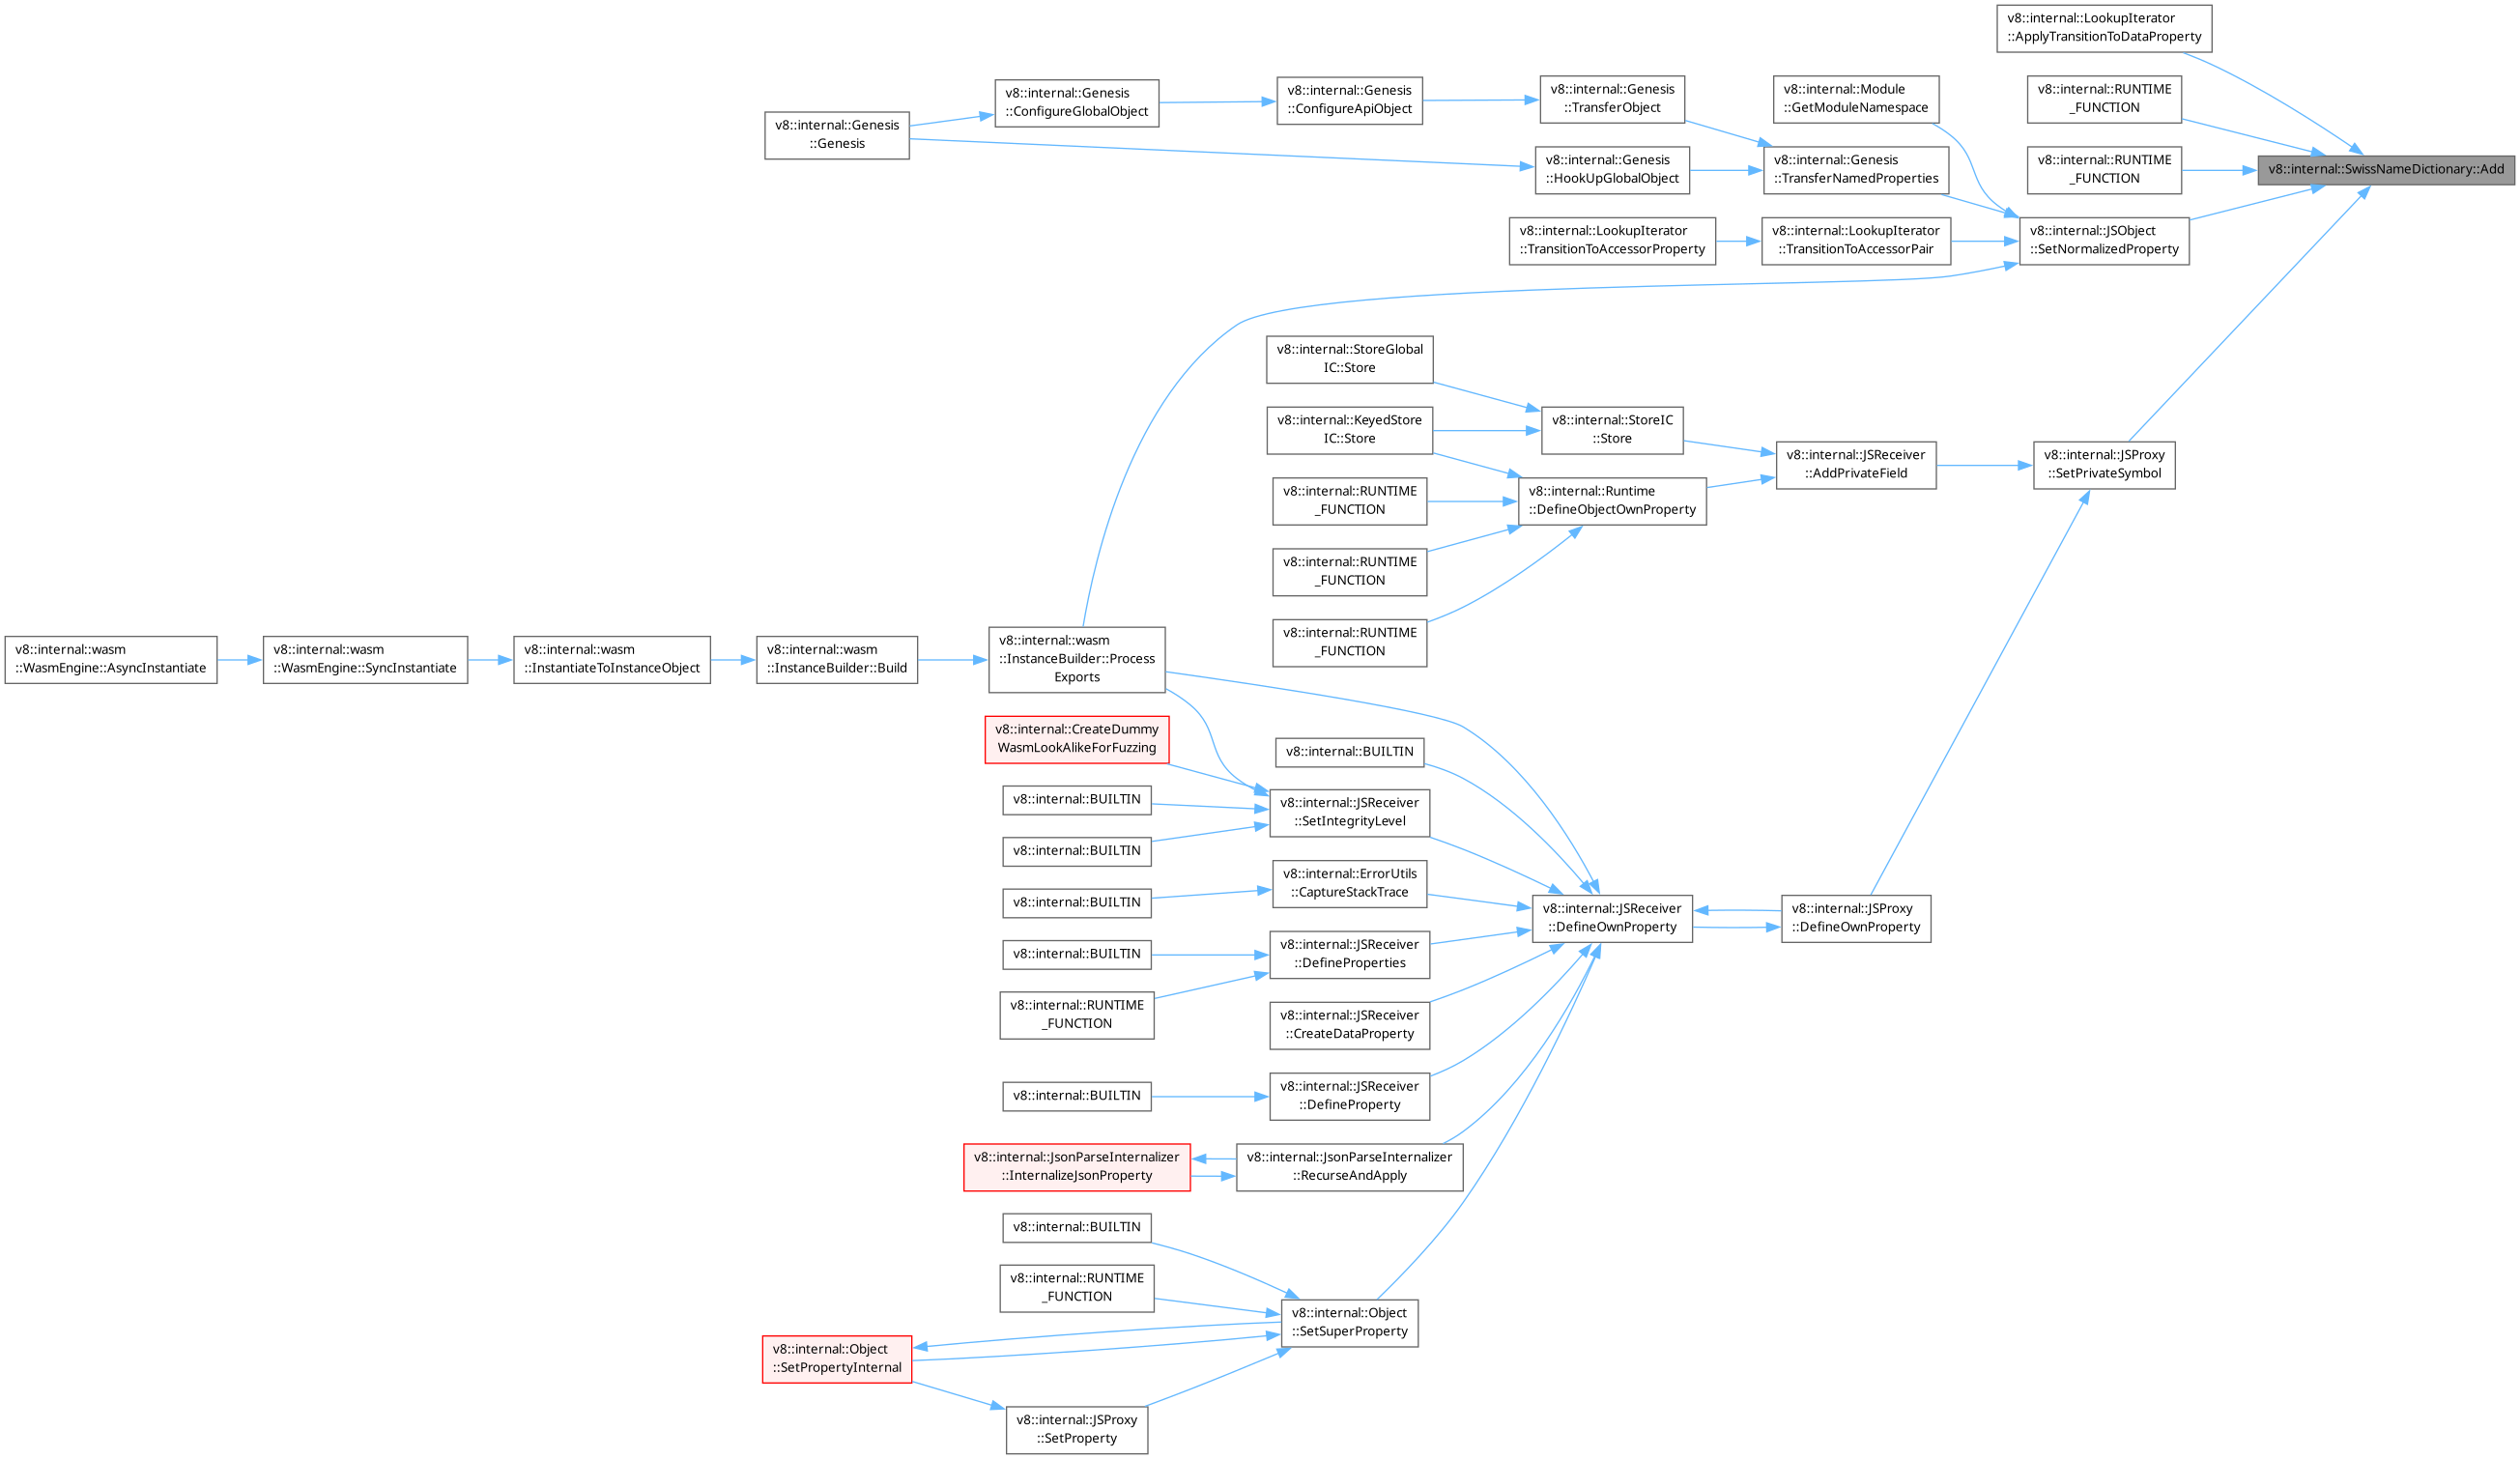 v8::internal::LookupIterator
::ApplyTransitionToDataProperty
v8::internal::RUNTIME
_FUNCTION
v8::internal::RUNTIME
_FUNCTION
v8::internal::SwissNameDictionary::Add
v8::internal::JSObject
::SetNormalizedProperty
v8::internal::Module
::GetModuleNamespace
v8::internal::Genesis
::TransferNamedProperties
v8::internal::LookupIterator
::TransitionToAccessorPair
v8::internal::Genesis
::TransferObject
v8::internal::Genesis
::HookUpGlobalObject
v8::internal::LookupIterator
::TransitionToAccessorProperty
v8::internal::Genesis
::ConfigureApiObject
v8::internal::Genesis
::ConfigureGlobalObject
v8::internal::Genesis
::Genesis
v8::internal::StoreGlobal
IC::Store
v8::internal::KeyedStore
IC::Store
v8::internal::StoreIC
::Store
v8::internal::JSReceiver
::AddPrivateField
v8::internal::JSProxy
::SetPrivateSymbol
v8::internal::RUNTIME
_FUNCTION
v8::internal::Runtime
::DefineObjectOwnProperty
v8::internal::RUNTIME
_FUNCTION
v8::internal::RUNTIME
_FUNCTION
v8::internal::wasm
::WasmEngine::AsyncInstantiate
v8::internal::wasm
::WasmEngine::SyncInstantiate
v8::internal::wasm
::InstantiateToInstanceObject
v8::internal::wasm
::InstanceBuilder::Build
v8::internal::wasm
::InstanceBuilder::Process
Exports
v8::internal::CreateDummy
WasmLookAlikeForFuzzing
v8::internal::BUILTIN
v8::internal::BUILTIN
v8::internal::JSReceiver
::SetIntegrityLevel
v8::internal::BUILTIN
v8::internal::BUILTIN
v8::internal::ErrorUtils
::CaptureStackTrace
v8::internal::JSReceiver
::DefineOwnProperty
v8::internal::JSProxy
::DefineOwnProperty
v8::internal::BUILTIN
v8::internal::JSReceiver
::DefineProperties
v8::internal::RUNTIME
_FUNCTION
v8::internal::JSReceiver
::CreateDataProperty
v8::internal::BUILTIN
v8::internal::JSReceiver
::DefineProperty
v8::internal::JsonParseInternalizer
::InternalizeJsonProperty
v8::internal::JsonParseInternalizer
::RecurseAndApply
v8::internal::BUILTIN
v8::internal::RUNTIME
_FUNCTION
v8::internal::Object
::SetSuperProperty
v8::internal::Object
::SetPropertyInternal
v8::internal::JSProxy
::SetProperty